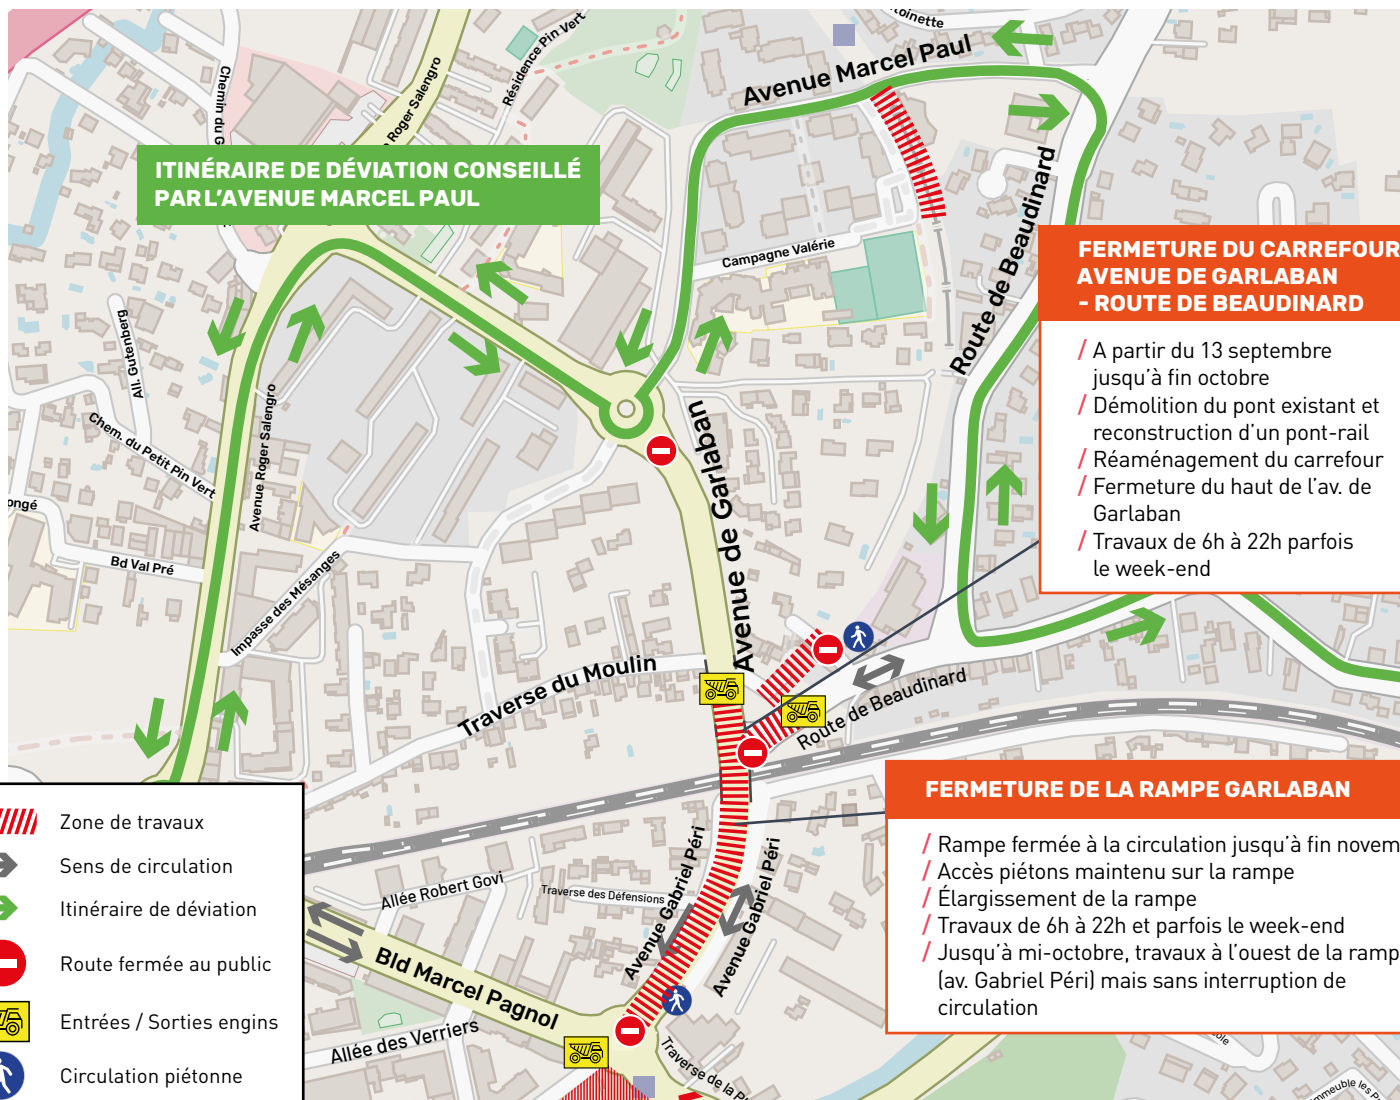 toinette
Avenue Marcel Paul
Résidence Pin Vert
Roger Salengro
Chemin du G
ITINÉRAIRE DE DÉVIATION CONSEILLÉ
PAR L'AVENUE MARCEL PAUL
Campagne Valérie
Route de Beaudinard
FERMETURE DU CARREFOUR
AVENUE DE GARLABAN
- ROUTE DE BEAUDINARD
/ A partir du 13 septembre
jusqu'à fin octobre
/ Démolition du pont existant et
reconstruction d'un pont-rail
/ Réaménagement du carrefour
/ Fermeture du haut de l'av. de
Garlaban
/ Travaux de 6h à 22h parfois
le week-end
All. Gutenberg
Chem. du Petit Pin Vert
Avenue Roger Salengro
Avenue de Garlaban
ongé
Bd Val Pré
Impasse des Mésanges
Traverse du Moulin
Route de Beaudinard
FERMETURE DE LA RAMPE GARLABAN
/ Rampe fermée à la circulation jusqu'à fin novem
/ Accès piétons maintenu sur la rampe
/ Élargissement de la rampe
/ Travaux de 6h à 22h et parfois le week-end
/ Jusqu'à mi-octobre, travaux à l'ouest de la ramp
(av. Gabriel Péri) mais sans interruption de
circulation
Zone de travaux
Sens de circulation
Itinéraire de déviation
Route fermée au public
Entrées / Sorties engins
Circulation piétonne
Allée Robert Govi
Traverse des Défensions
Avenue Gabriel Péri
Avenue Gabriel Péri
Bld Marcel Pagnol
Allée des Verriers
Traverse de la P
cole
mmeuble les P